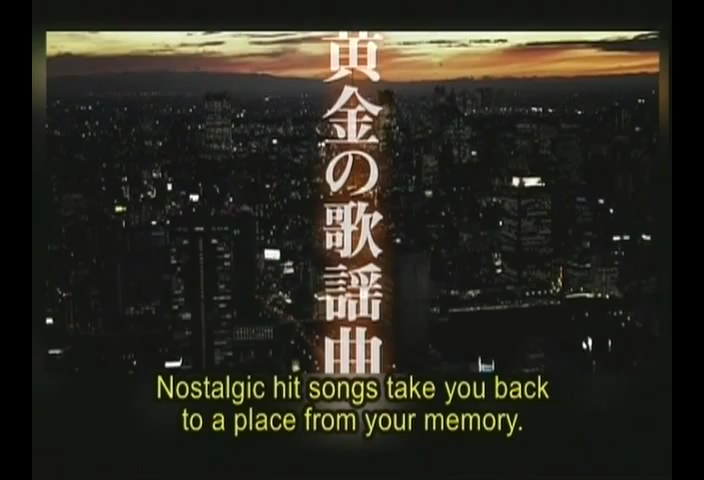 黄金の歌謡曲
Nostalgic hit songs take you back
to a place from your memory.